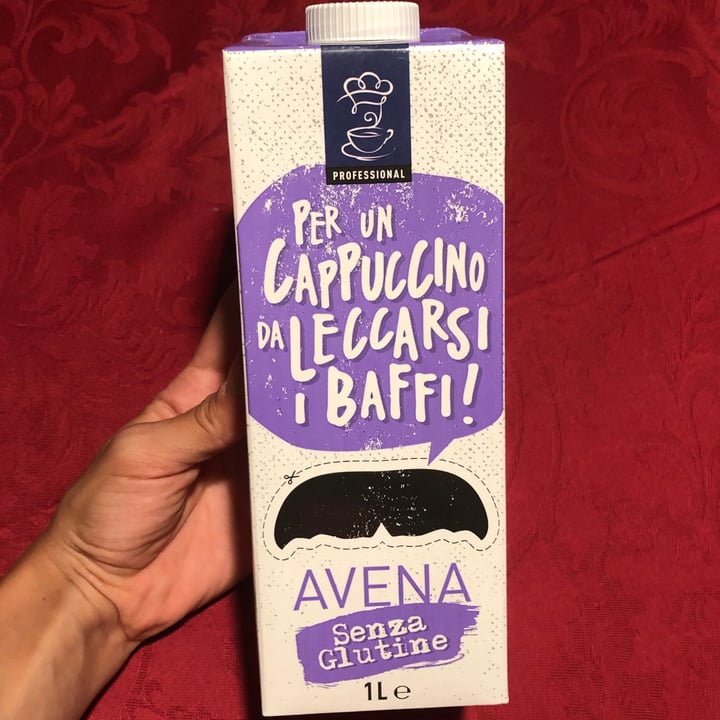 PROFESSIONAL
PER UN
CAPPUCCINO
DA LECCARSI
I BAFFI!
AVENA
Senza
Glutine
1L e